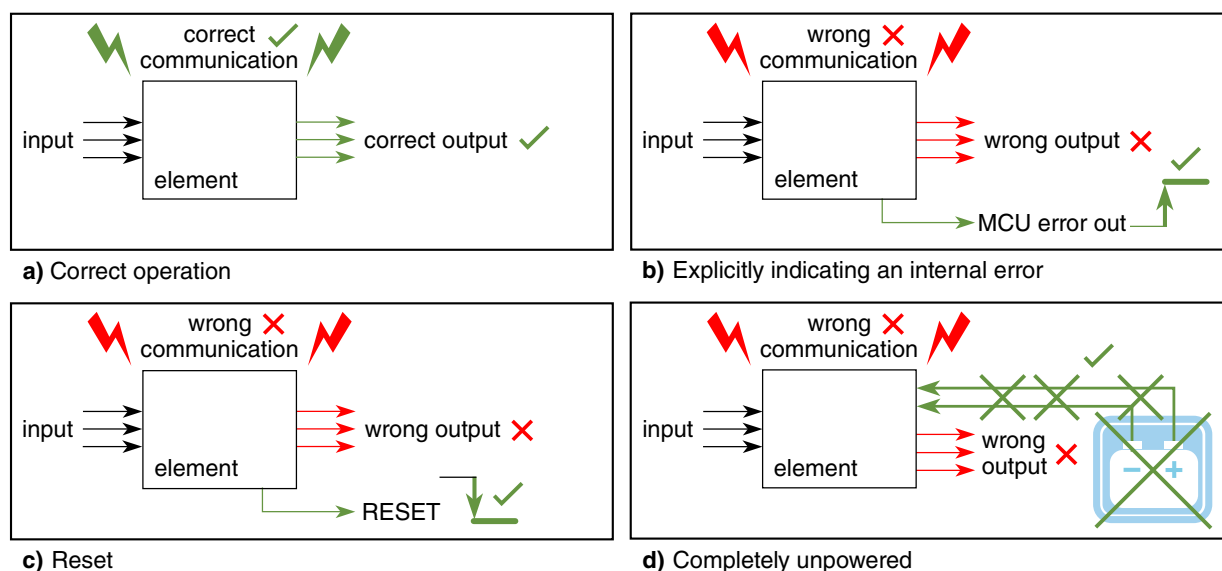 correct
communication
input
correct output
element
a) Correct operation
wrong
communication
input
wrong output
element
MCU error out
b) Explicitly indicating an internal error
wrong
communication
input
wrong output
element
RESET
c) Reset
wrong
communication
input
wrong
output
element
− +
d) Completely unpowered